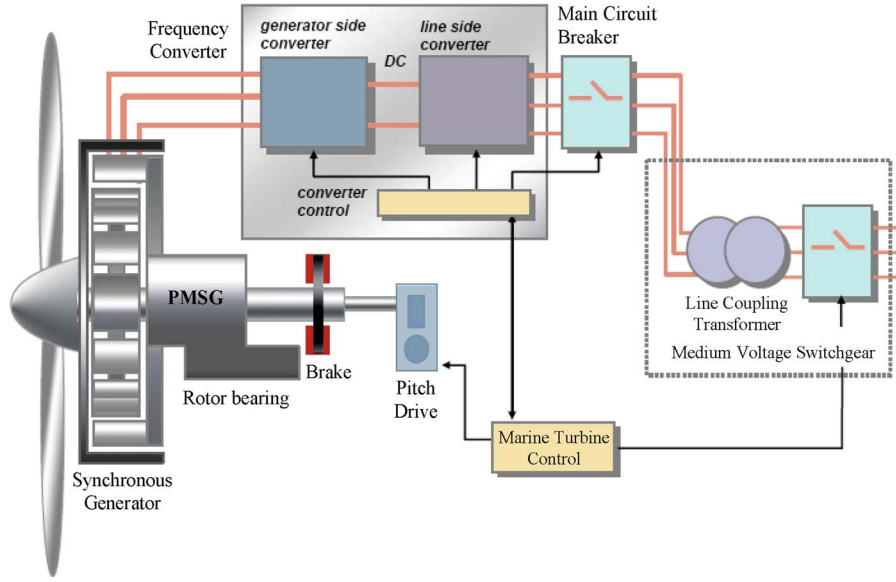 Frequency
Converter
generator side
converter
DC
line side
converter
Main Circuit
Breaker
converter
control
PMSG
Rotor bearing
Brake
Pitch
Drive
Line Coupling
Transformer
Medium Voltage Switchgear
Marine Turbine
Control
Synchronous
Generator